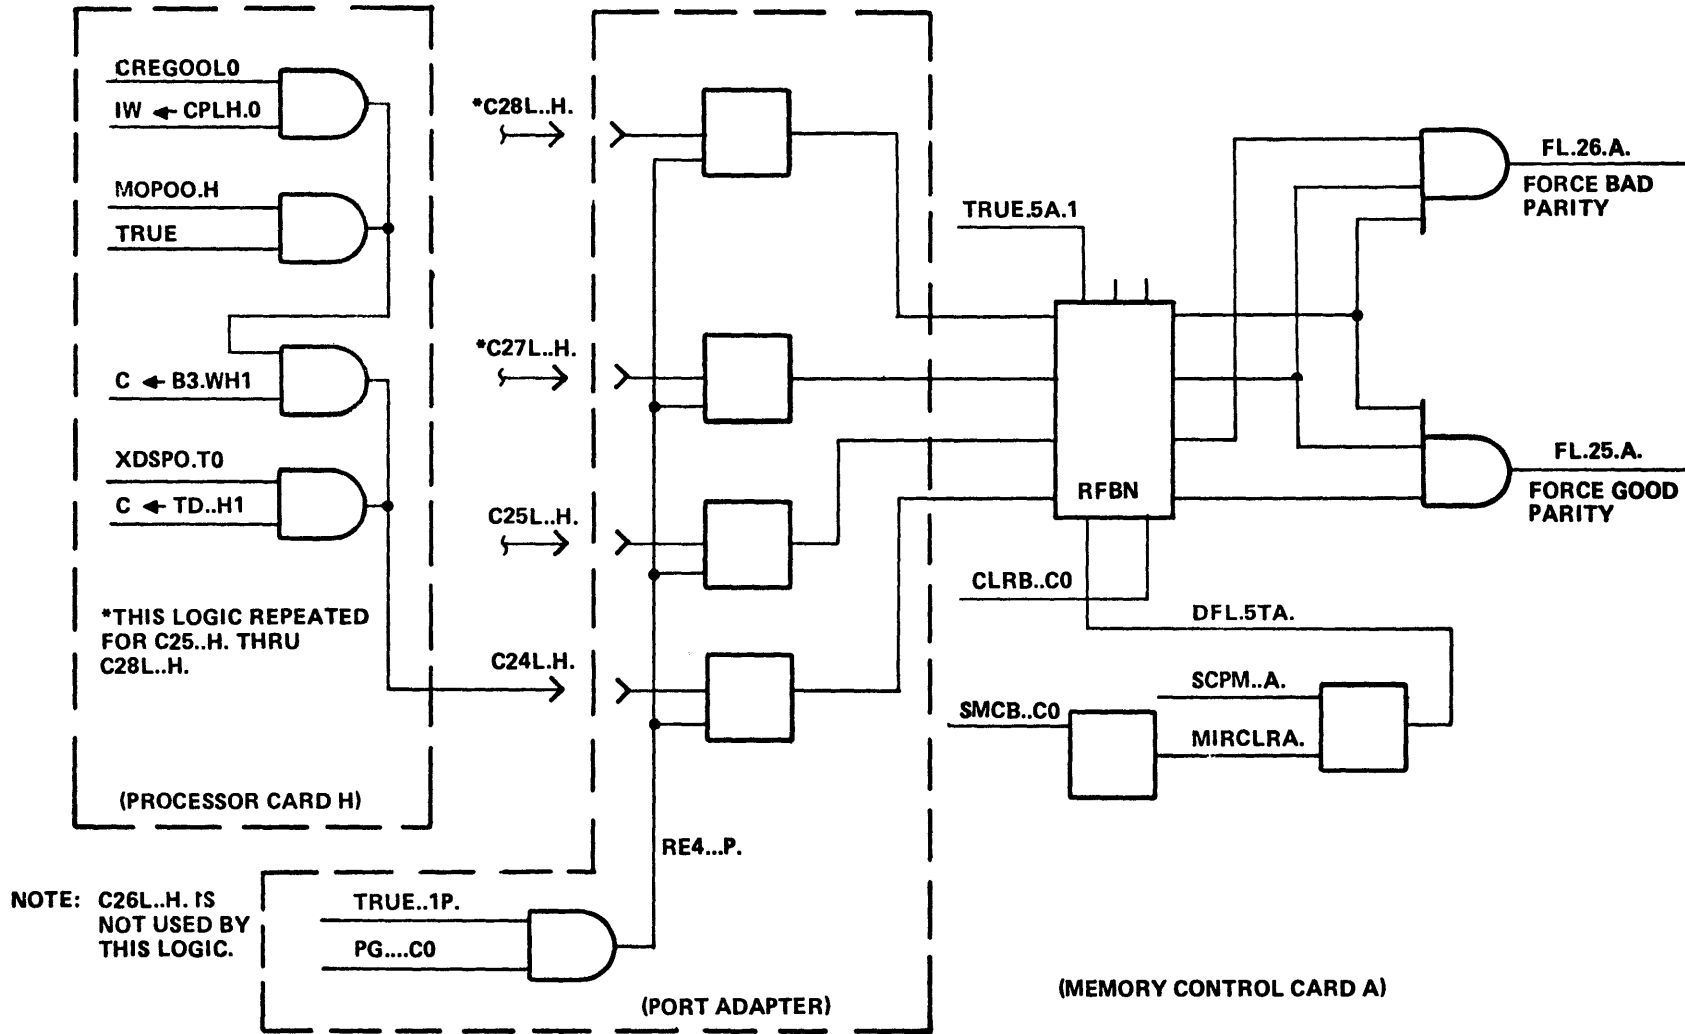 CREGOOL0
IW ← CPLH.0
MOPOO.H
TRUE
C ← B3.WH1
XDSPO.T0
C ← TD..H1
*THIS LOGIC REPEATED
FOR C25..H. THRU
C28L..H.
(PROCESSOR CARD H)
NOTE: C26L..H. IS
NOT USED BY
THIS LOGIC.
*C28L..H.
*C27L..H.
C25L..H.
C24L.H.
RE4...P.
TRUE..1P.
PG....C0
(PORT ADAPTER)
TRUE.5A.1
RFBN
CLRB..C0
DFL.5TA.
SCPM..A.
SMCB..C0
MIRCLRA.
FL.26.A.
FORCE BAD
PARITY
FL.25.A.
FORCE GOOD
PARITY
(MEMORY CONTROL CARD A)